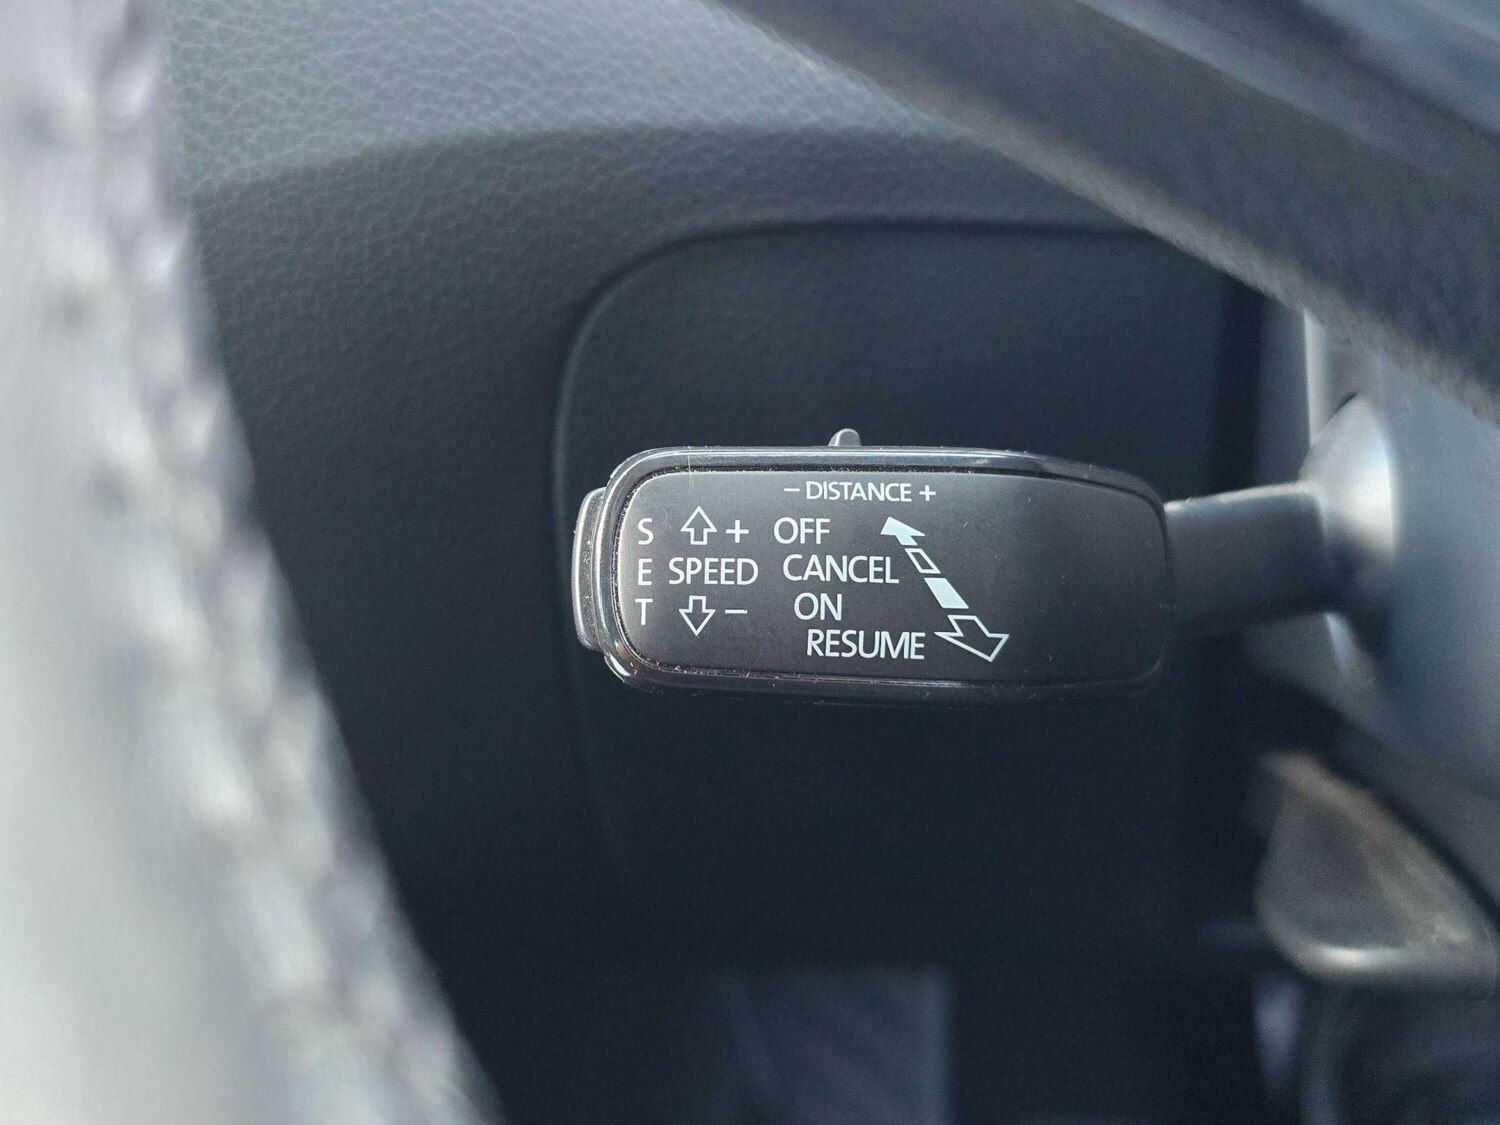 – DISTANCE +
S + OFF
E SPEED CANCEL
T – ON
RESUME